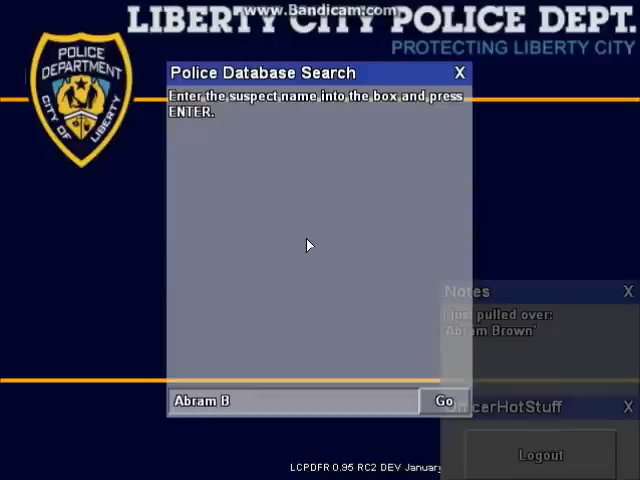 www.Bandicam.com
LIBERTY CITY POLICE DEPT.
PROTECTING LIBERTY CITY
POLICE
DEPARTMENT
CITY OF LIBERTY
Police Database Search X
Enter the suspect name into the box and press
ENTER.
Notes X
I just pulled over:
'Abram Brown'
Abram B Go
icerHotStuff X
Logout
LCPDFR 0.95 RC2 DEV January